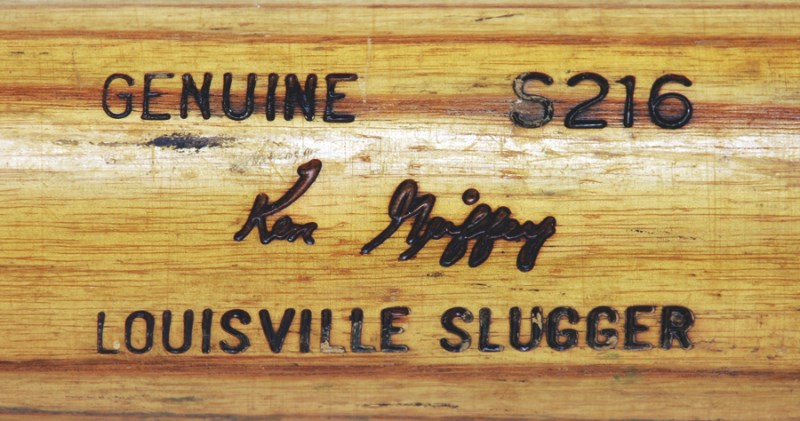 GENUINE S216
Ken Griffey
LOUISVILLE SLUGGER